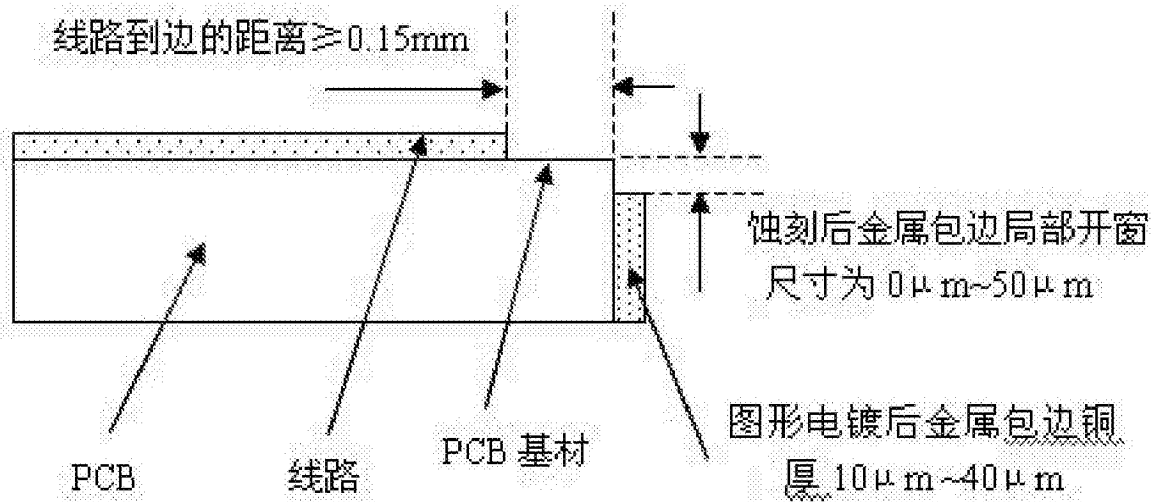 线路到边的距离≥0.15mm
蚀刻后金属包边局部开窗
尺寸为 0μm~50μm
图形电镀后金属包边铜
厚 10μm~40μm
PCB 基材
线路
PCB